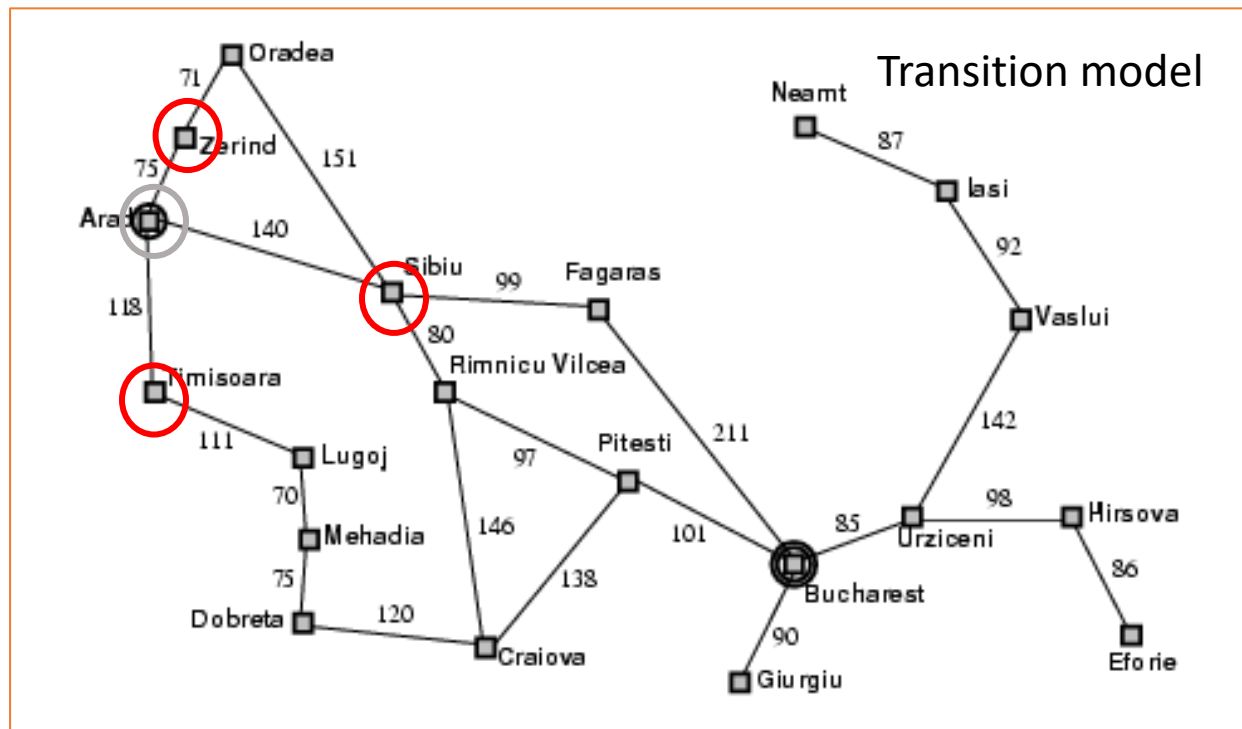 Oradea
Transition model
71
Neamt
Zerind
87
75
151
Iasi
Arad
140
92
Sibiu
99
Fagaras
118
80
Vaslui
Timisoara
Rimnicu Vilcea
142
111
Lugoj
97
Pitesti
211
70
98
Hirsova
146
101
85
Urziceni
Mehadia
138
86
75
Bucharest
Dobreta
120
90
Craiova
Eforie
Giurgiu